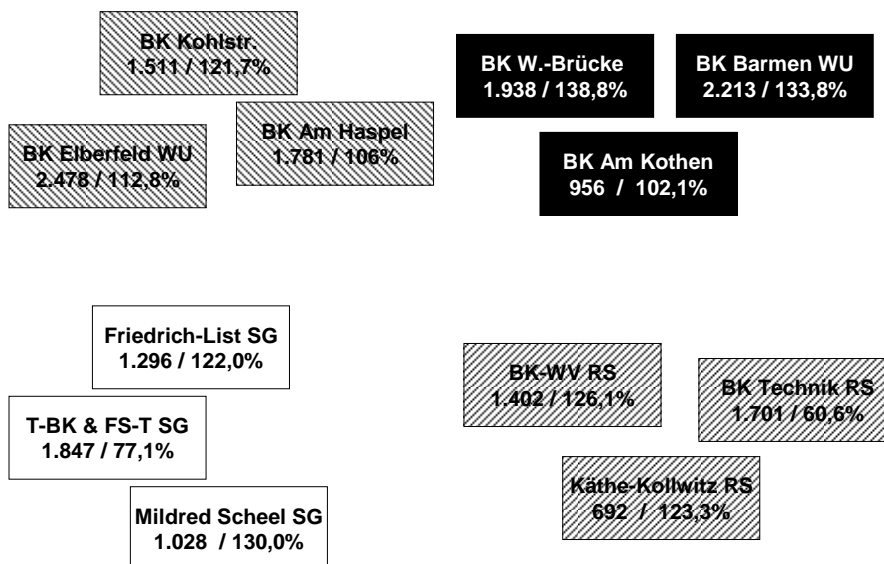 BK Kohlstr.
1.511 / 121,7%
BK Am Haspel
1.781 / 106%
BK Elberfeld WU
2.478 / 112,8%
BK W.-Brücke
1.938 / 138,8%
BK Barmen WU
2.213 / 133,8%
BK Am Kothen
956 / 102,1%
Friedrich-List SG
1.296 / 122,0%
T-BK & FS-T SG
1.847 / 77,1%
Mildred Scheel SG
1.028 / 130,0%
BK-WV RS
1.402 / 126,1%
BK Technik RS
1.701 / 60,6%
Käthe-Kollwitz RS
692 / 123,3%